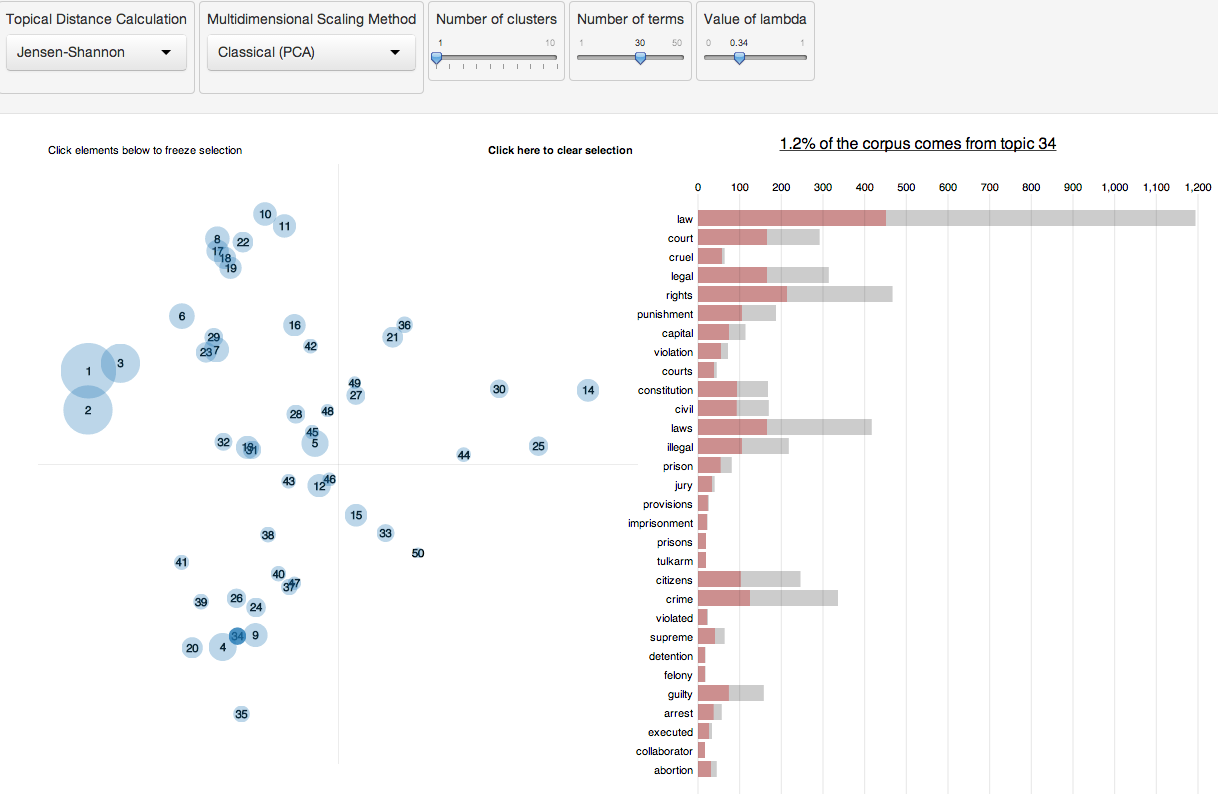 Topical Distance Calculation
Jensen-Shannon
Multidimensional Scaling Method
Classical (PCA)
Number of clusters
1 10
Number of terms
1 30 50
Value of lambda
0 0.34 1
Click elements below to freeze selection
Click here to clear selection
10
11
8
22
17
18
19
6
16
36
29
21
23
7
42
3
1
49
30
14
27
2
28
48
45
32
5
13
31
25
44
43
46
12
15
33
38
50
41
40
47
37
26
39
24
34
9
20
4
35
1.2% of the corpus comes from topic 34
0 100 200 300 400 500 600 700 800 900 1,000 1,100 1,200
law
court
cruel
legal
rights
punishment
capital
violation
courts
constitution
civil
laws
illegal
prison
jury
provisions
imprisonment
prisons
tulkarm
citizens
crime
violated
supreme
detention
felony
guilty
arrest
executed
collaborator
abortion